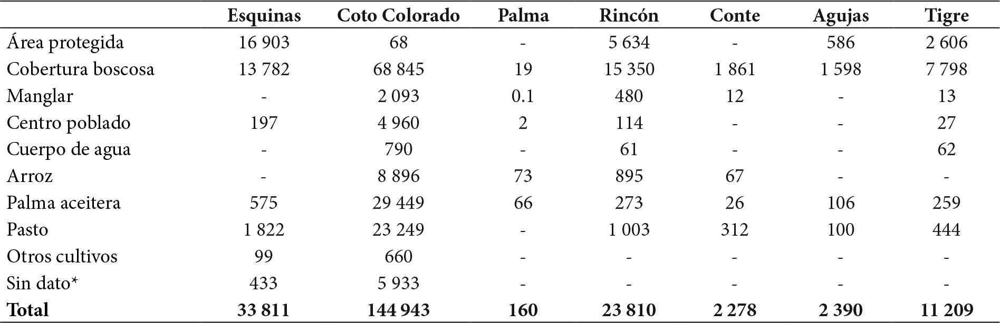 Esquinas Coto Colorado Palma Rincón Conte Agujas Tigre
Área protegida 16 903 68 - 5 634 - 586 2 606
Cobertura boscosa 13 782 68 845 19 15 350 1 861 1 598 7 798
Manglar - 2 093 0.1 480 12 - 13
Centro poblado 197 4 960 2 114 - - 27
Cuerpo de agua - 790 - 61 - - 62
Arroz - 8 896 73 895 67 - -
Palma aceitera 575 29 449 66 273 26 106 259
Pasto 1 822 23 249 - 1 003 312 100 444
Otros cultivos 99 660 - - - - -
Sin dato* 433 5 933 - - - - -
Total 33 811 144 943 160 23 810 2 278 2 390 11 209